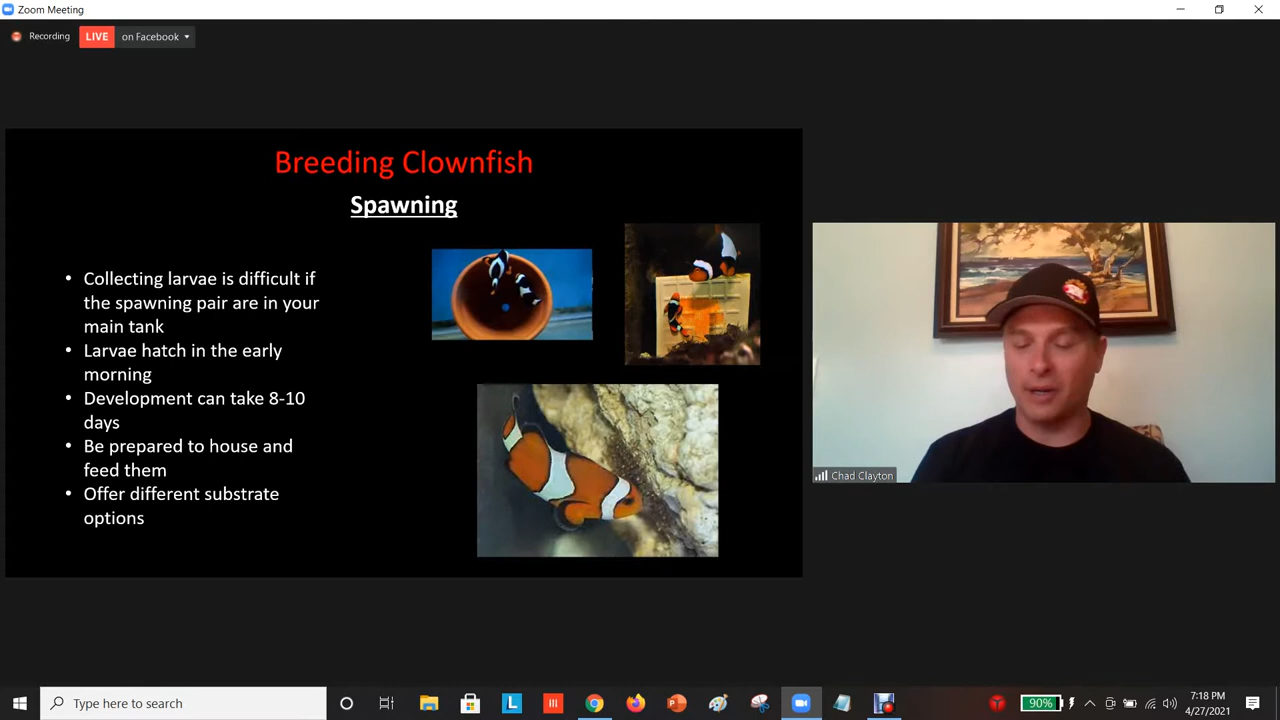 Zoom Meeting
Recording
LIVE
on Facebook
Breeding Clownfish
Spawning
• Collecting larvae is difficult if
the spawning pair are in your
main tank
• Larvae hatch in the early
morning
• Development can take 8-10
days
• Be prepared to house and
feed them
• Offer different substrate
options
Chad Clayton
Type here to search
L
90%
7:18 PM
4/27/2021